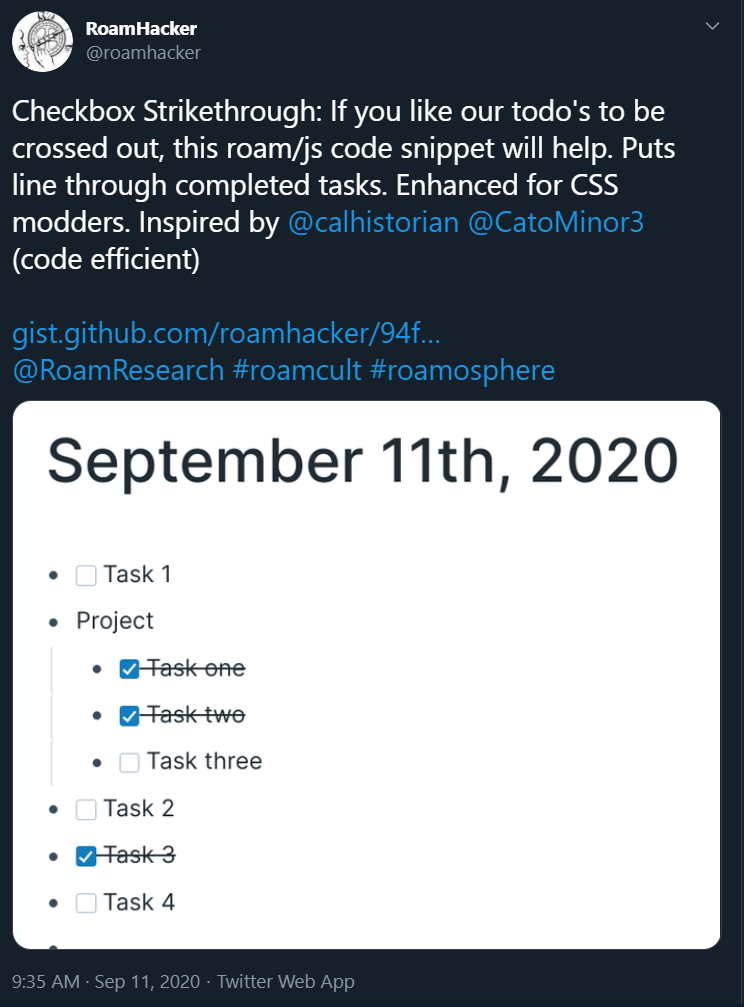 RoamHacker
@roamhacker
Checkbox Strikethrough: If you like our todo's to be
crossed out, this roam/js code snippet will help. Puts
line through completed tasks. Enhanced for CSS
modders. Inspired by @calhistorian @CatoMinor3
(code efficient)
gist.github.com/roamhacker/94f...
@RoamResearch #roamcult #roamosphere
September 11th, 2020
Task 1
Project
Task one
Task two
Task three
Task 2
Task 3
Task 4
9:35 AM · Sep 11, 2020 · Twitter Web App